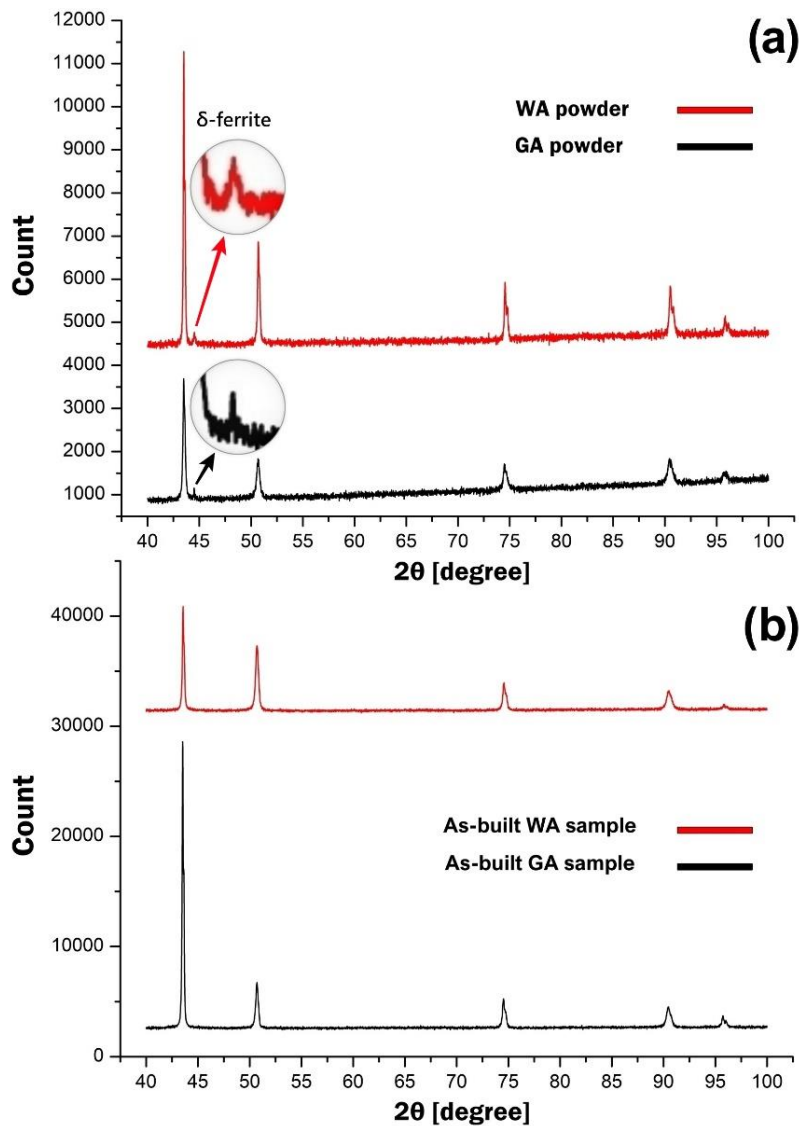 (a)
12000
11000
10000
9000
8000
7000
6000
5000
4000
3000
2000
1000
Count
δ-ferrite
WA powder
GA powder
40 45 50 55 60 65 70 75 80 85 90 95 100
2θ [degree]
(b)
40000
30000
20000
10000
0
Count
As-built WA sample
As-built GA sample
40 45 50 55 60 65 70 75 80 85 90 95 100
2θ [degree]